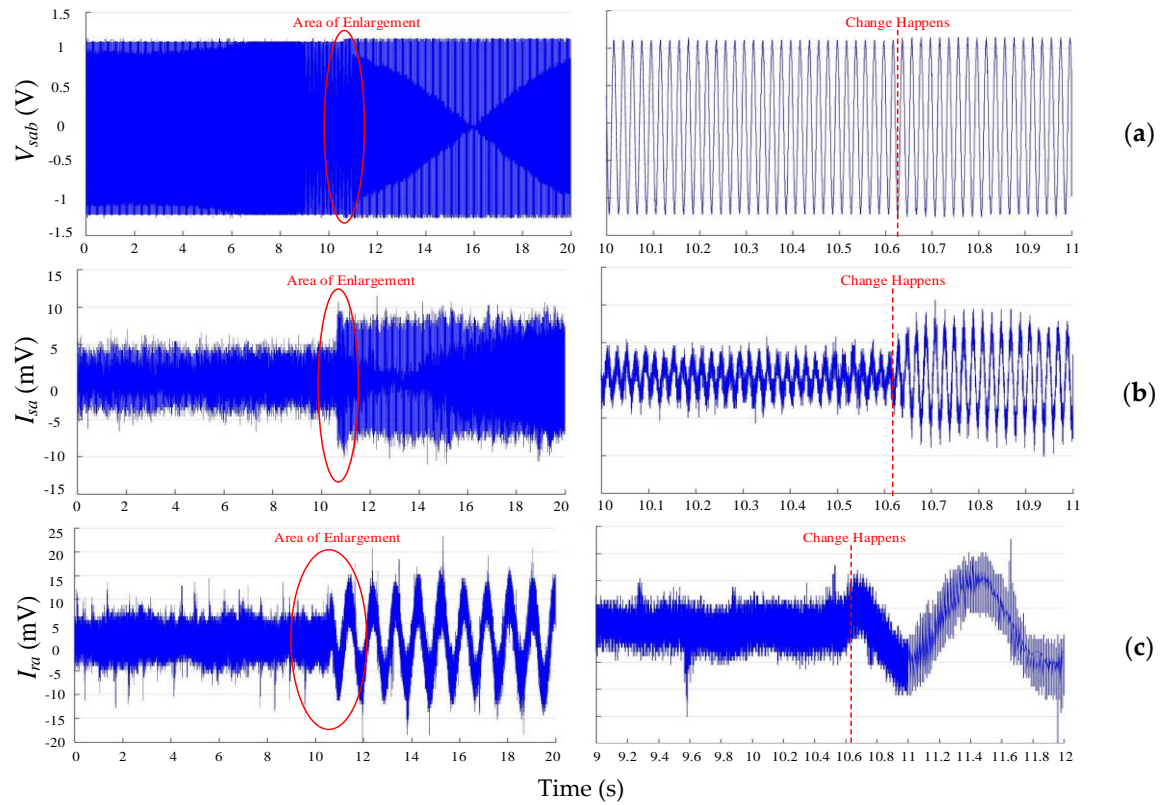 Area of Enlargement
Change Happens
V_sab (V)
1.5
1
0.5
0
-0.5
-1
-1.5
0 2 4 6 8 10 12 14 16 18 20
10 10.1 10.2 10.3 10.4 10.5 10.6 10.7 10.8 10.9 11
(a)
Area of Enlargement
Change Happens
I_sa (mV)
15
10
5
0
-5
-10
-15
0 2 4 6 8 10 12 14 16 18 20
10 10.1 10.2 10.3 10.4 10.5 10.6 10.7 10.8 10.9 11
(b)
Area of Enlargement
Change Happens
I_ra (mV)
25
20
15
10
5
0
-5
-10
-15
-20
0 2 4 6 8 10 12 14 16 18 20
9 9.2 9.4 9.6 9.8 10 10.2 10.4 10.6 10.8 11 11.2 11.4 11.6 11.8 12
(c)
Time (s)